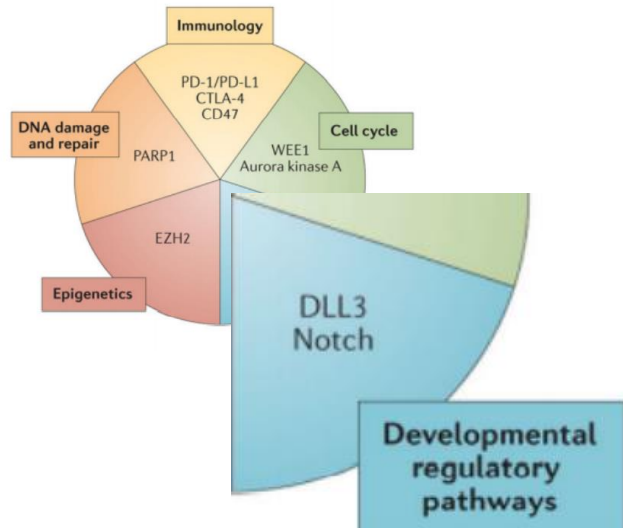 Immunology
PD-1/PD-L1
CTLA-4
CD47
DNA damage
and repair
PARP1
Cell cycle
WEE1
Aurora kinase A
EZH2
Epigenetics
DLL3
Notch
Developmental
regulatory
pathways